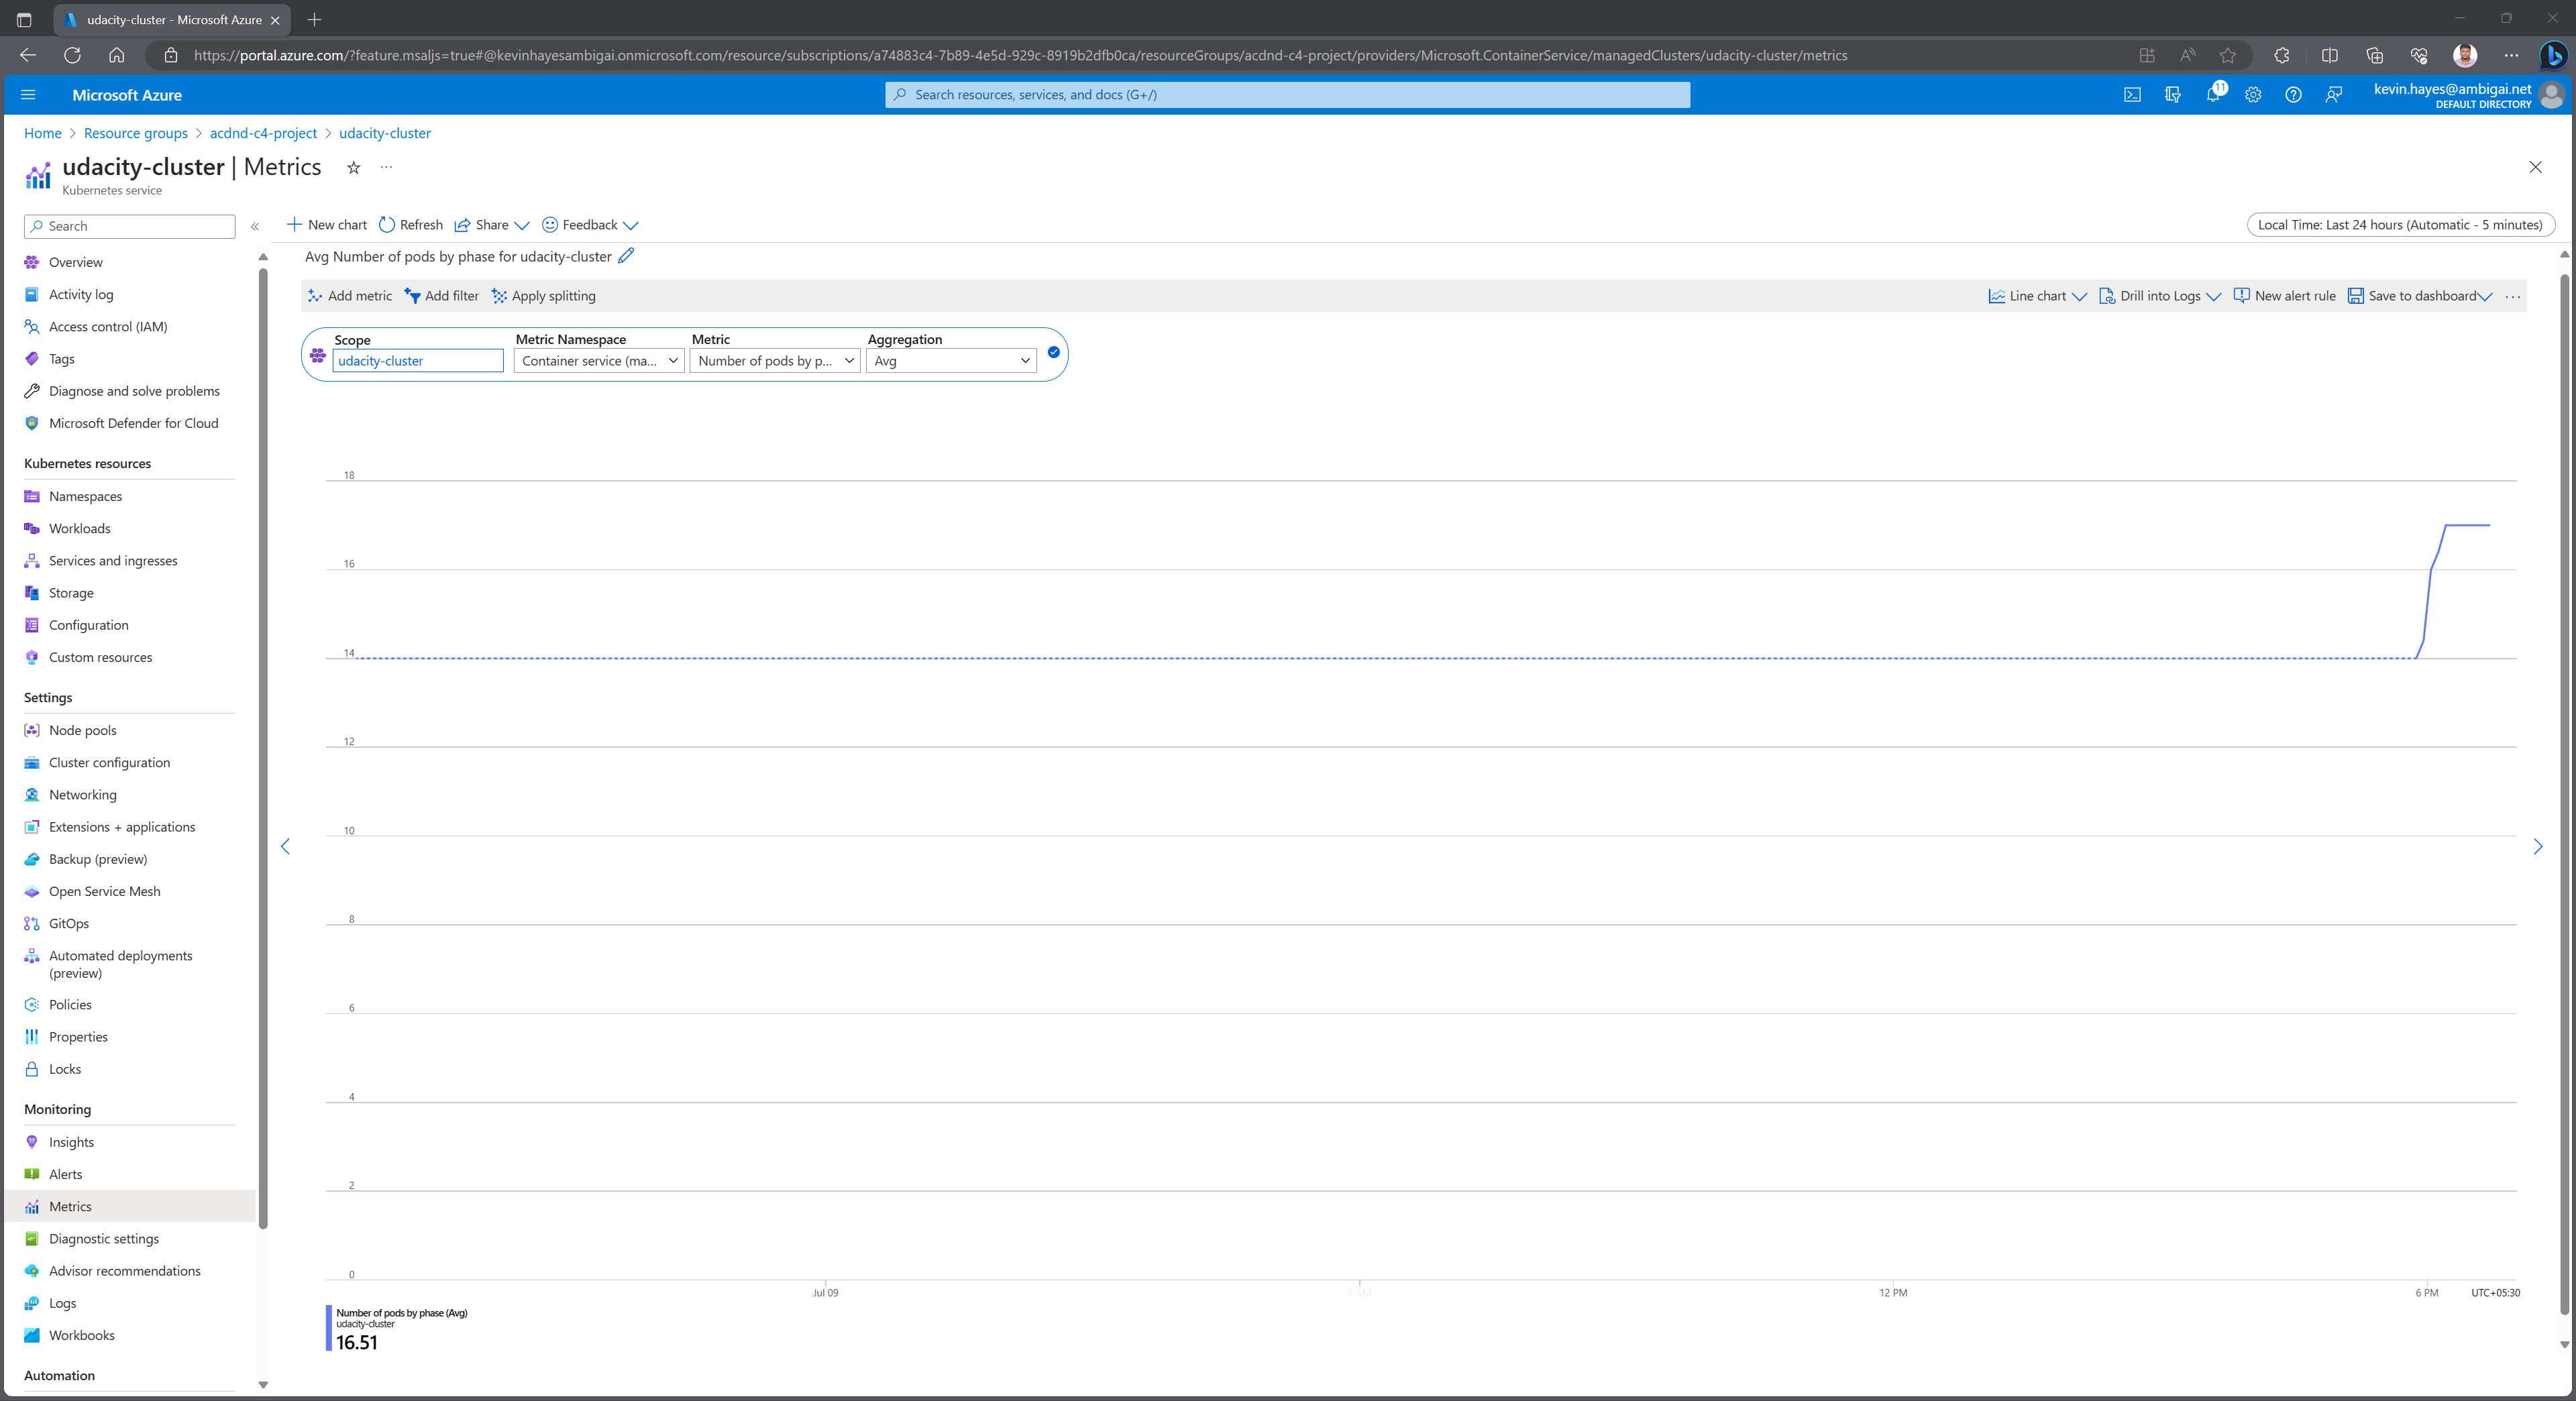 udacity-cluster - Microsoft Azure
https://portal.azure.com/?feature.msaljs=true#@kevinhayesambigai.onmicrosoft.com/resource/subscriptions/a74883c4-7b89-4e5d-929c-8919b2dfb0ca/resourceGroups/acdnd-c4-project/providers/Microsoft.ContainerService/managedClusters/udacity-cluster/metrics
Microsoft Azure
Search resources, services, and docs (G+/)
11
kevin.hayes@ambigai.net
DEFAULT DIRECTORY
Home > Resource groups > acdnd-c4-project > udacity-cluster
udacity-cluster | Metrics
Kubernetes service
Search
Overview
Activity log
Access control (IAM)
Tags
Diagnose and solve problems
Microsoft Defender for Cloud
Kubernetes resources
Namespaces
Workloads
Services and ingresses
Storage
Configuration
Custom resources
Settings
Node pools
Cluster configuration
Networking
Extensions + applications
Backup (preview)
Open Service Mesh
GitOps
Automated deployments
(preview)
Policies
Properties
Locks
Monitoring
Insights
Alerts
Metrics
Diagnostic settings
Advisor recommendations
Logs
Workbooks
Automation
New chart Refresh Share Feedback
Local Time: Last 24 hours (Automatic - 5 minutes)
Avg Number of pods by phase for udacity-cluster
Add metric Add filter Apply splitting
Line chart Drill into Logs New alert rule Save to dashboard
Scope Metric Namespace Metric Aggregation
udacity-cluster Container service (ma... Number of pods by p... Avg
18
16
14
12
10
8
6
4
2
0
Jul 09 6 AM 12 PM 6 PM UTC+05:30
Number of pods by phase (Avg)
udacity-cluster
16.51